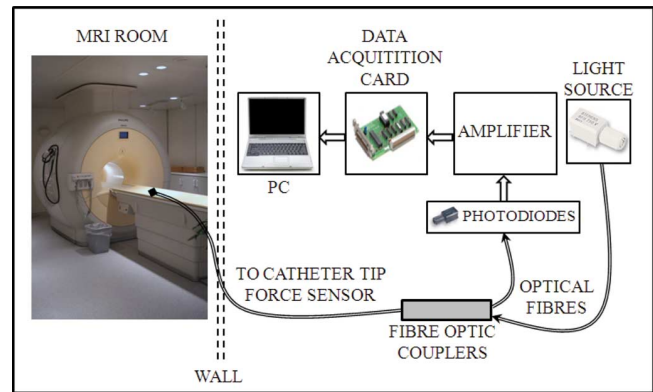 MRI ROOM
DATA
ACQUITITION
CARD
LIGHT
SOURCE
AMPLIFIER
PC
PHOTODIODES
TO CATHETER TIP
FORCE SENSOR
OPTICAL
FIBRES
FIBRE OPTIC
COUPLERS
WALL